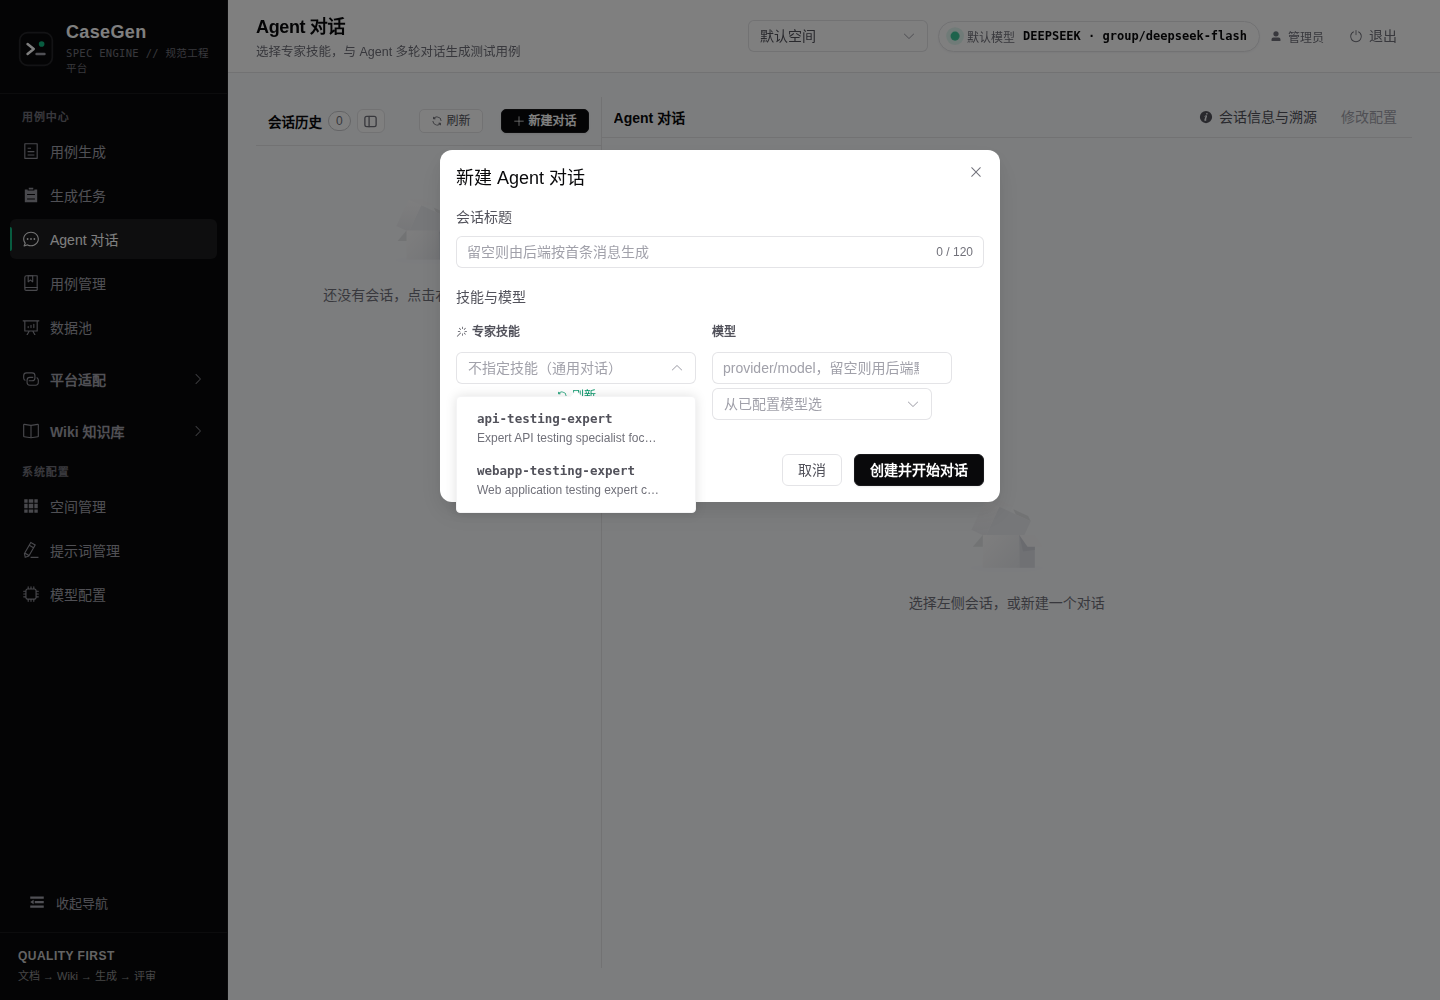 CaseGen
SPEC ENGINE // 规范工程
平台
用例中心
用例生成
生成任务
Agent 对话
用例管理
数据池
平台适配
Wiki 知识库
系统配置
空间管理
提示词管理
模型配置
收起导航
QUALITY FIRST
文档 → Wiki → 生成 → 评审
Agent 对话
选择专家技能，与 Agent 多轮对话生成测试用例
默认空间
默认模型 DEEPSEEK · group/deepseek-flash
管理员
退出
会话历史 0
刷新
新建对话
还没有会话，点击
Agent 对话
会话信息与溯源
修改配置
选择左侧会话，或新建一个对话
新建 Agent 对话
会话标题
留空则由后端按首条消息生成
0 / 120
技能与模型
专家技能
不指定技能（通用对话）
刷新
api-testing-expert
Expert API testing specialist foc…
webapp-testing-expert
Web application testing expert c…
模型
provider/model，留空则用后端
从已配置模型选
取消
创建并开始对话